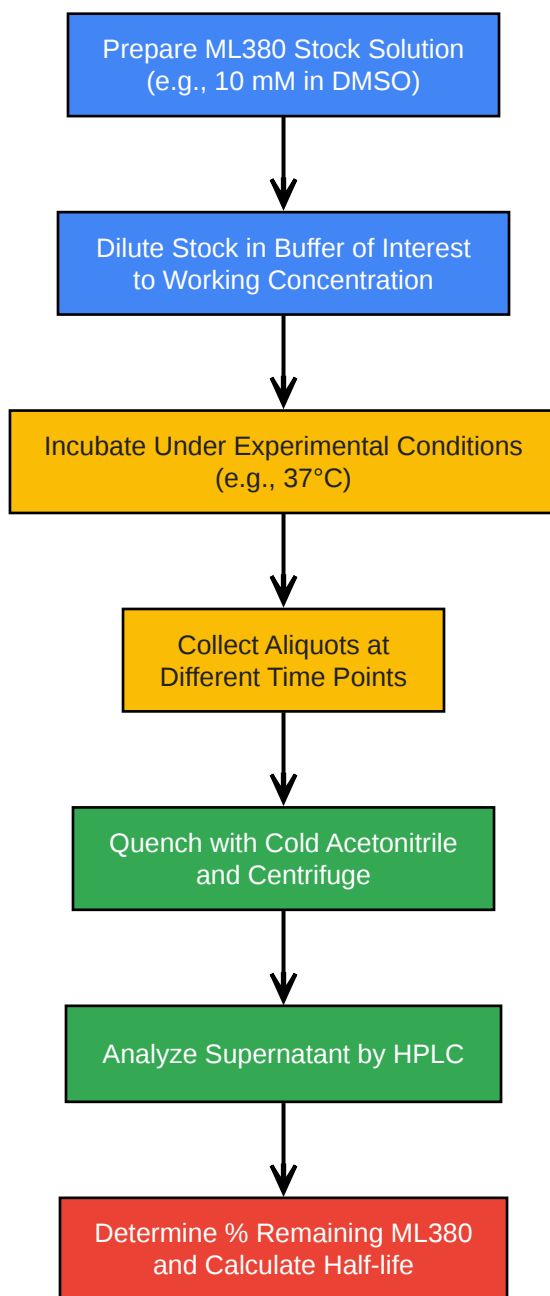 Prepare ML380 Stock Solution
(e.g., 10 mM in DMSO)
Dilute Stock in Buffer of Interest
to Working Concentration
Incubate Under Experimental Conditions
(e.g., 37°C)
Collect Aliquots at
Different Time Points
Quench with Cold Acetonitrile
and Centrifuge
Analyze Supernatant by HPLC
Determine % Remaining ML380
and Calculate Half-life